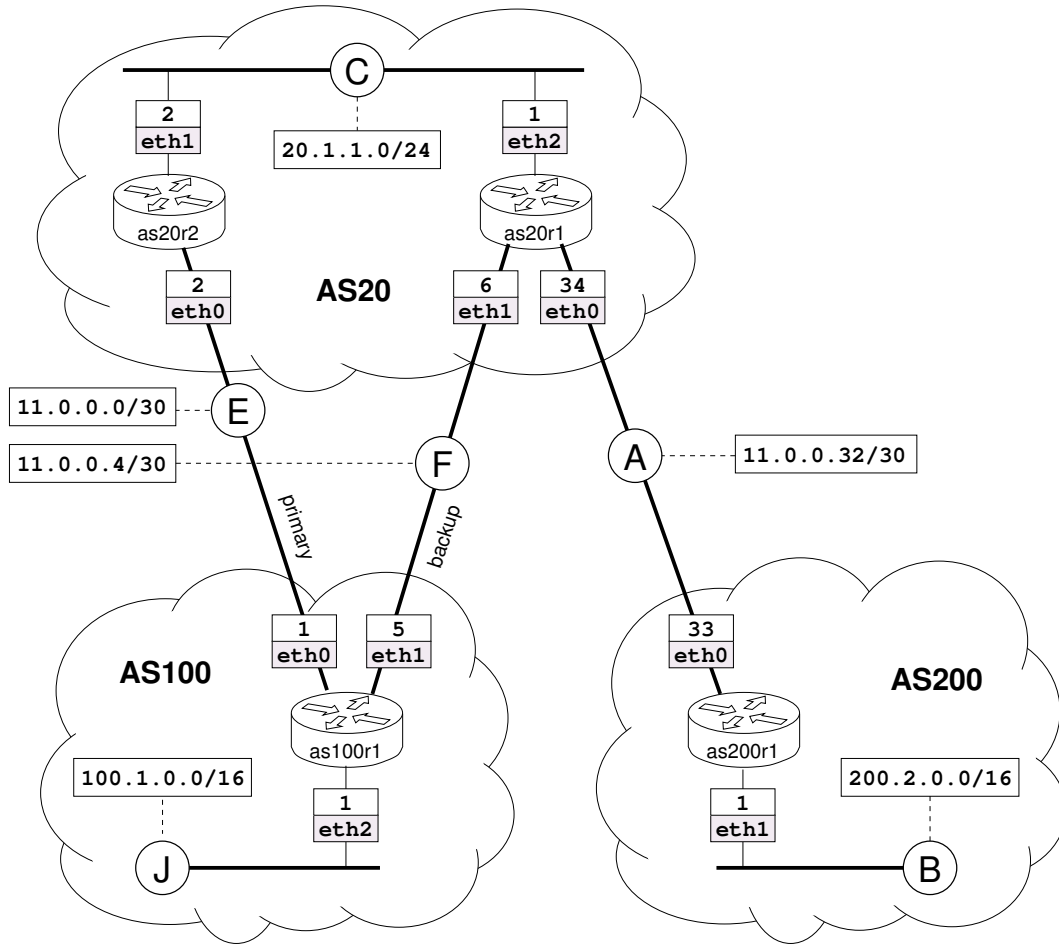 C
2
eth1
1
eth2
20.1.1.0/24
as20r2
as20r1
2
eth0
AS20
6
eth1
34
eth0
11.0.0.0/30
E
11.0.0.4/30
F
A
11.0.0.32/30
primary
backup
1
eth0
5
eth1
33
eth0
AS100
AS200
as100r1
as200r1
100.1.0.0/16
200.2.0.0/16
1
eth2
1
eth1
J
B